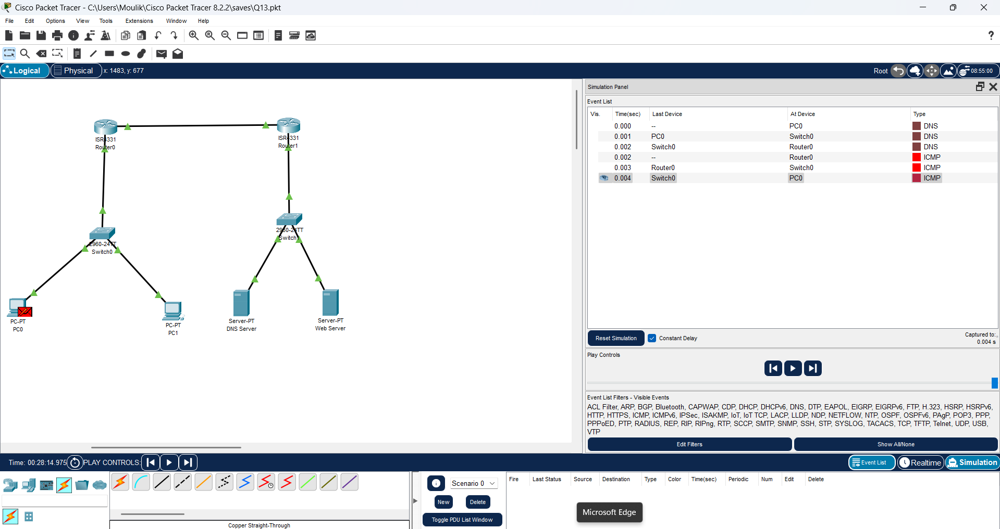 Cisco Packet Tracer - C:\Users\Moulik\Cisco Packet Tracer 8.2.2\saves\Q13.pkt
File Edit Options View Tools Extensions Window Help
?
Logical Physical x: 1483, y: 677 Root 08:55:00
Simulation Panel
Event List
Vis. Time(sec) Last Device At Device Type
0.000 -- PC0 DNS
0.001 PC0 Switch0 DNS
0.002 Switch0 Router0 DNS
0.002 -- Router0 ICMP
0.003 Router0 Switch0 ICMP
0.004 Switch0 PC0 ICMP
ISR4331
Router0
ISR4331
Router1
2960-24TT
Switch0
2960-24TT
Switch1
PC-PT
PC0
PC-PT
PC1
Server-PT
DNS Server
Server-PT
Web Server
Reset Simulation Constant Delay Captured to:
0.004 s
Play Controls
Event List Filters - Visible Events
ACL Filter, ARP, BGP, Bluetooth, CAPWAP, CDP, DHCP, DHCPv6, DNS, DTP, EAPOL, EIGRP, EIGRPv6, FTP, H.323, HSRP, HSRPv6,
HTTP, HTTPS, ICMP, ICMPv6, IPSec, ISAKMP, IoT, IoT TCP, LACP, LLDP, NDP, NETFLOW, NTP, OSPF, OSPFv6, PAgP, POP3, PPP,
PPPoED, PTP, RADIUS, REP, RIP, RIPng, RTP, SCCP, SMTP, SNMP, SSH, STP, SYSLOG, TACACS, TCP, TFTP, Telnet, UDP, USB,
VTP
Edit Filters Show All/None
Time: 00:28:14.975 PLAY CONTROLS: Event List Realtime Simulation
Scenario 0
New Delete
Toggle PDU List Window
Fire Last Status Source Destination Type Color Time(sec) Periodic Num Edit Delete
Microsoft Edge
Copper Straight-Through